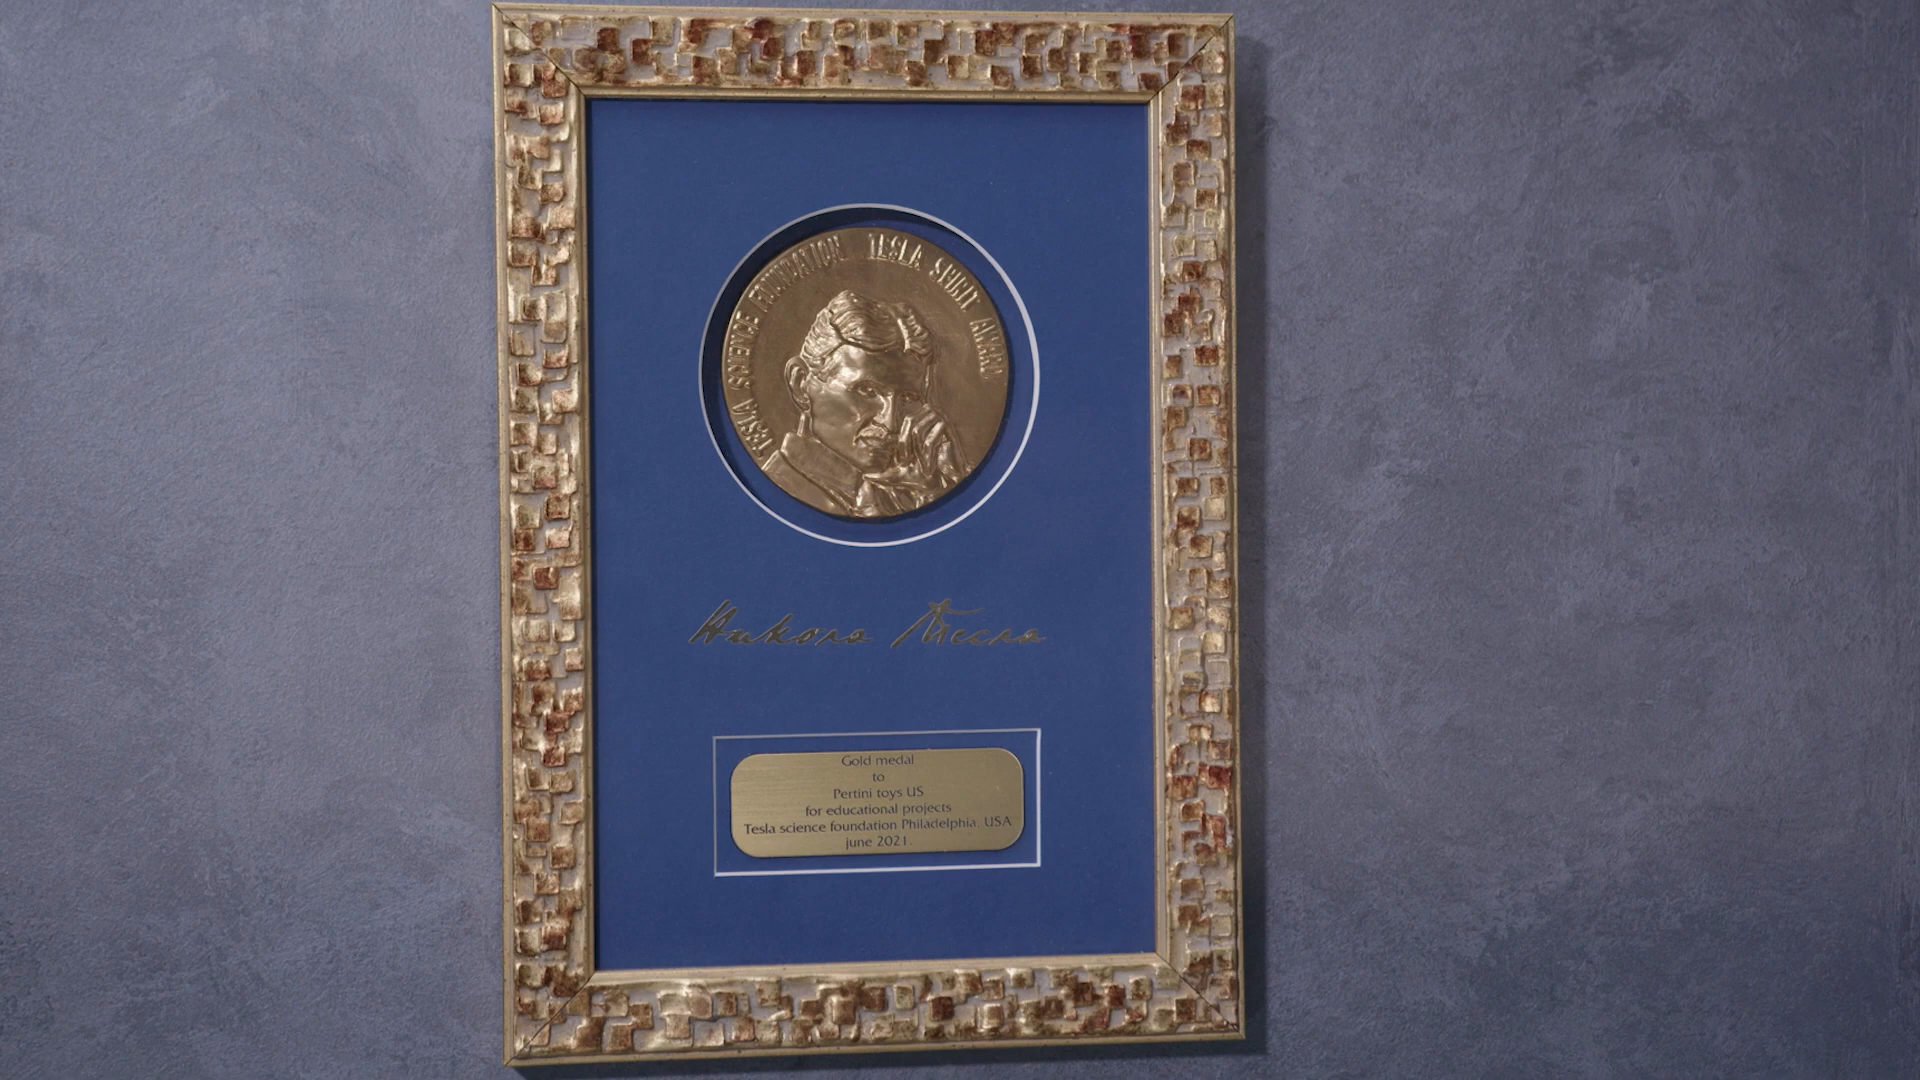 TESLA SCIENCE FOUNDATION TESLA SPIRIT AWARD
Никола Тесла
Gold medal
to
Pertini toys US
for educational projects
Tesla science foundation Philadelphia, USA
june 2021.